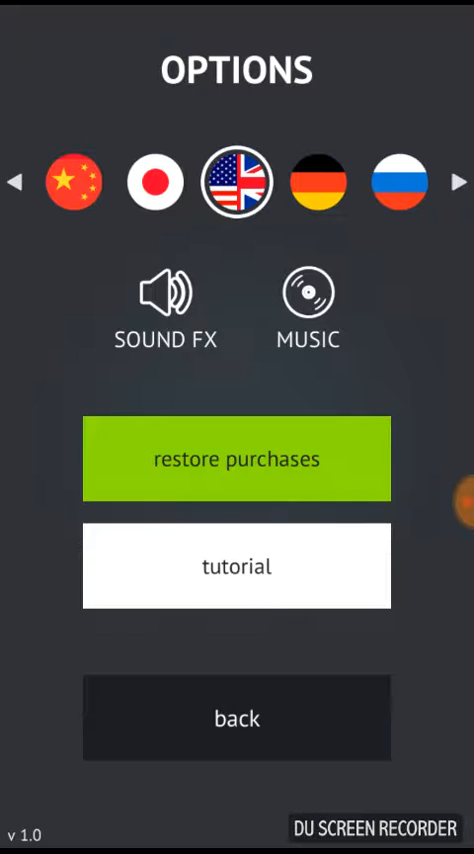 OPTIONS
SOUND FX
MUSIC
restore purchases
tutorial
back
v 1.0
DU SCREEN RECORDER